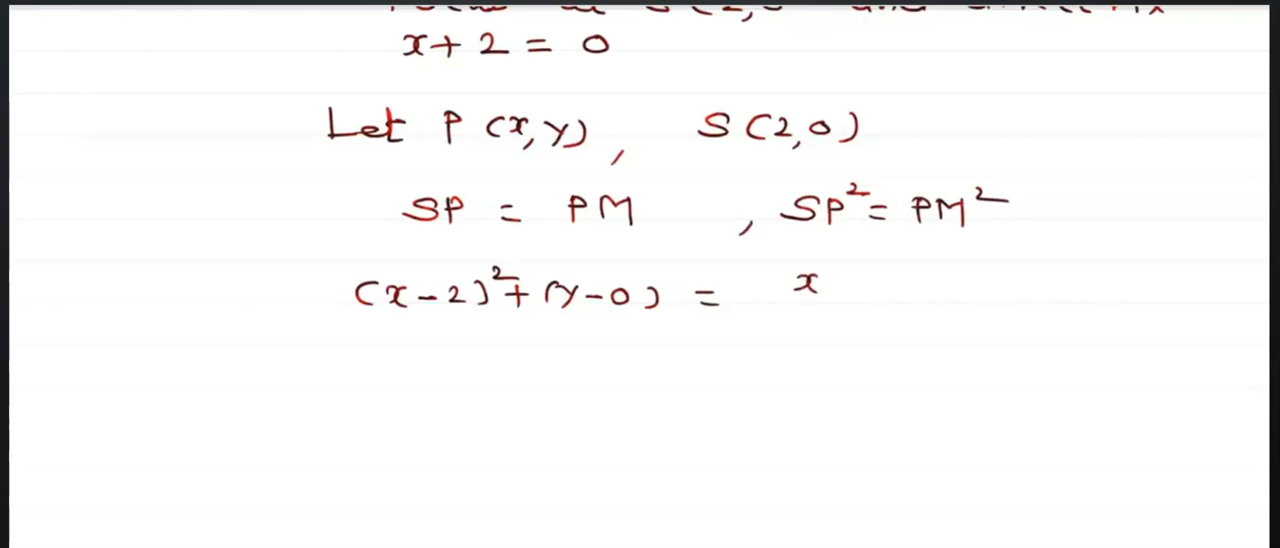 x + 2 = 0
Let P (x, y), S (2, 0)
SP = PM , SP² = PM²
(x - 2)² + (y - 0) = x